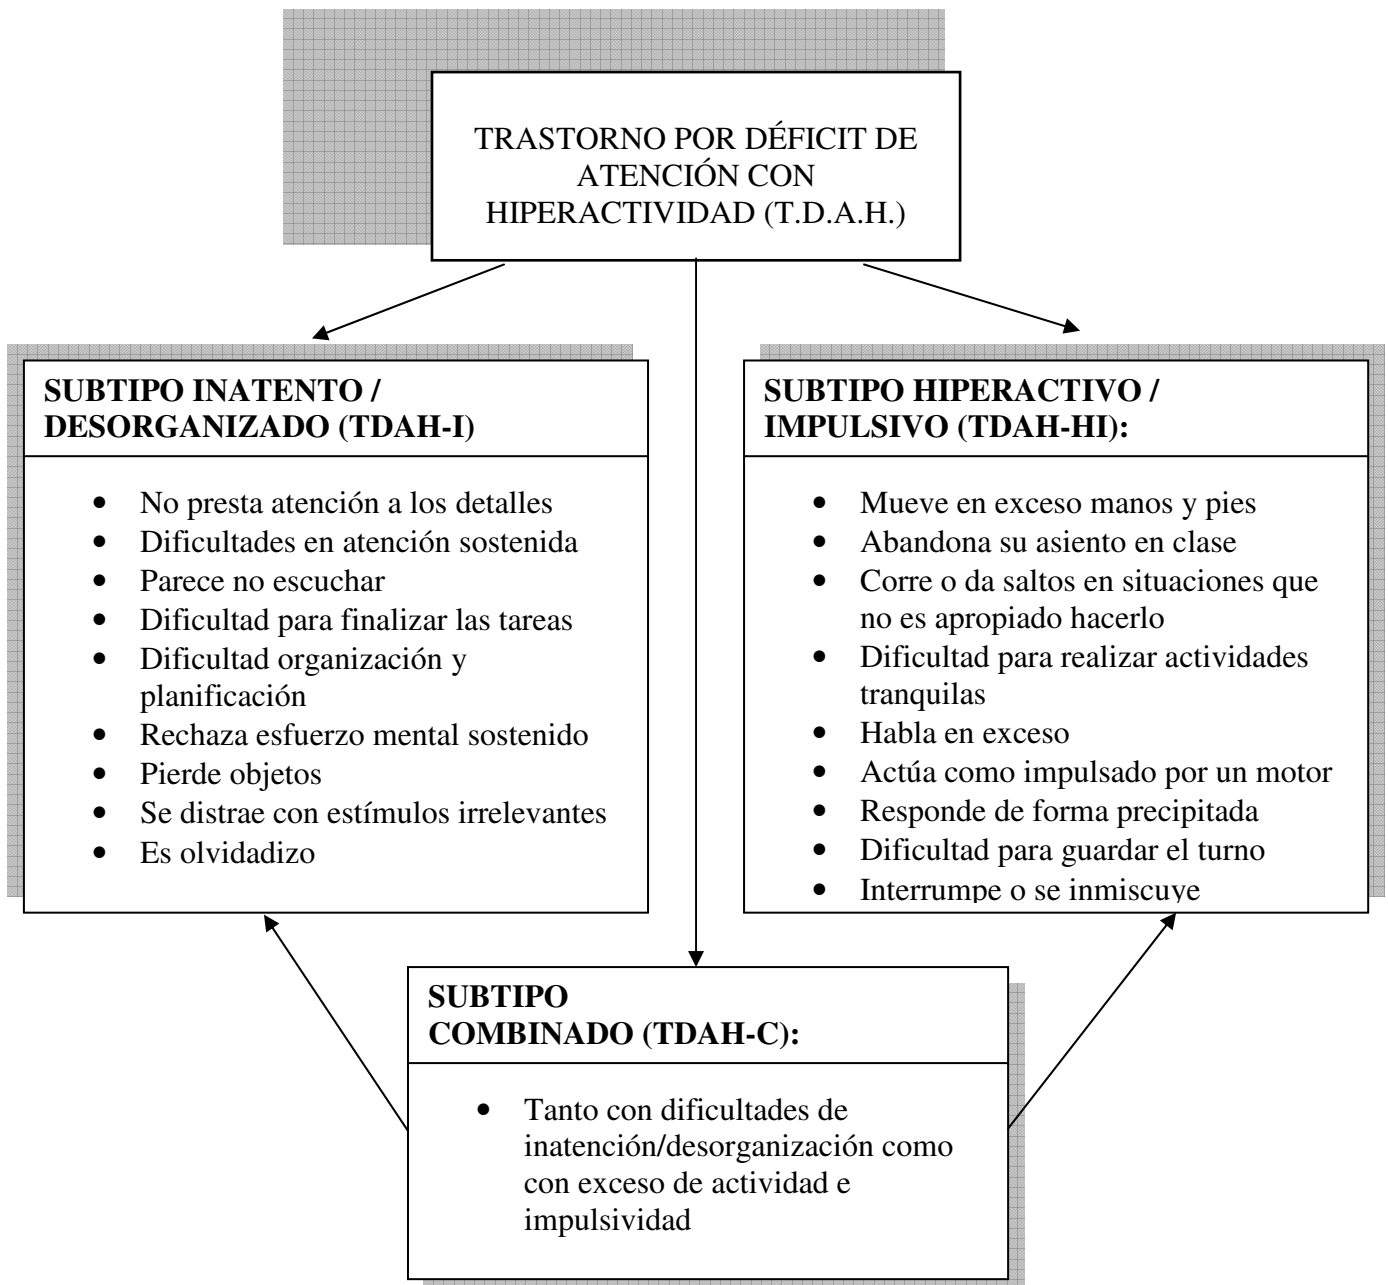 TRASTORNO POR DÉFICIT DE
ATENCIÓN CON
HIPERACTIVIDAD (T.D.A.H.)
SUBTIPO INATENTO /
DESORGANIZADO (TDAH-I)
• No presta atención a los detalles
• Dificultades en atención sostenida
• Parece no escuchar
• Dificultad para finalizar las tareas
• Dificultad organización y
planificación
• Rechaza esfuerzo mental sostenido
• Pierde objetos
• Se distrae con estímulos irrelevantes
• Es olvidadizo
SUBTIPO HIPERACTIVO /
IMPULSIVO (TDAH-HI):
• Mueve en exceso manos y pies
• Abandona su asiento en clase
• Corre o da saltos en situaciones que
no es apropiado hacerlo
• Dificultad para realizar actividades
tranquilas
• Habla en exceso
• Actúa como impulsado por un motor
• Responde de forma precipitada
• Dificultad para guardar el turno
• Interrumpe o se inmiscuye
SUBTIPO
COMBINADO (TDAH-C):
• Tanto con dificultades de
inatención/desorganización como
con exceso de actividad e
impulsividad